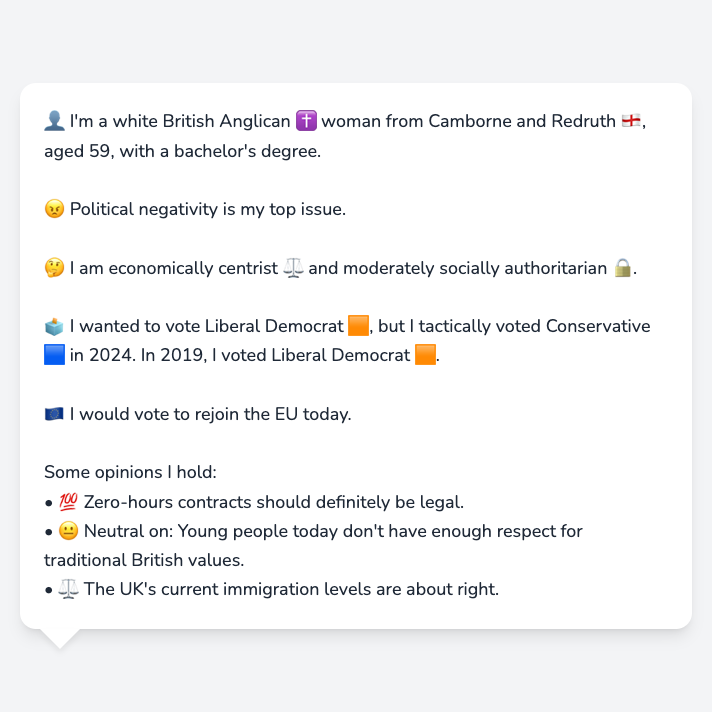 👤 I'm a white British Anglican ✝️ woman from Camborne and Redruth 🏴󠁧󠁢󠁥󠁮󠁧󠁿,
aged 59, with a bachelor's degree.
😠 Political negativity is my top issue.
🤔 I am economically centrist ⚖️ and moderately socially authoritarian 🔒.
🗳️ I wanted to vote Liberal Democrat 🟧, but I tactically voted Conservative
🟦 in 2024. In 2019, I voted Liberal Democrat 🟧.
🇪🇺 I would vote to rejoin the EU today.
Some opinions I hold:
• 💯 Zero-hours contracts should definitely be legal.
• 😐 Neutral on: Young people today don't have enough respect for
traditional British values.
• ⚖️ The UK's current immigration levels are about right.